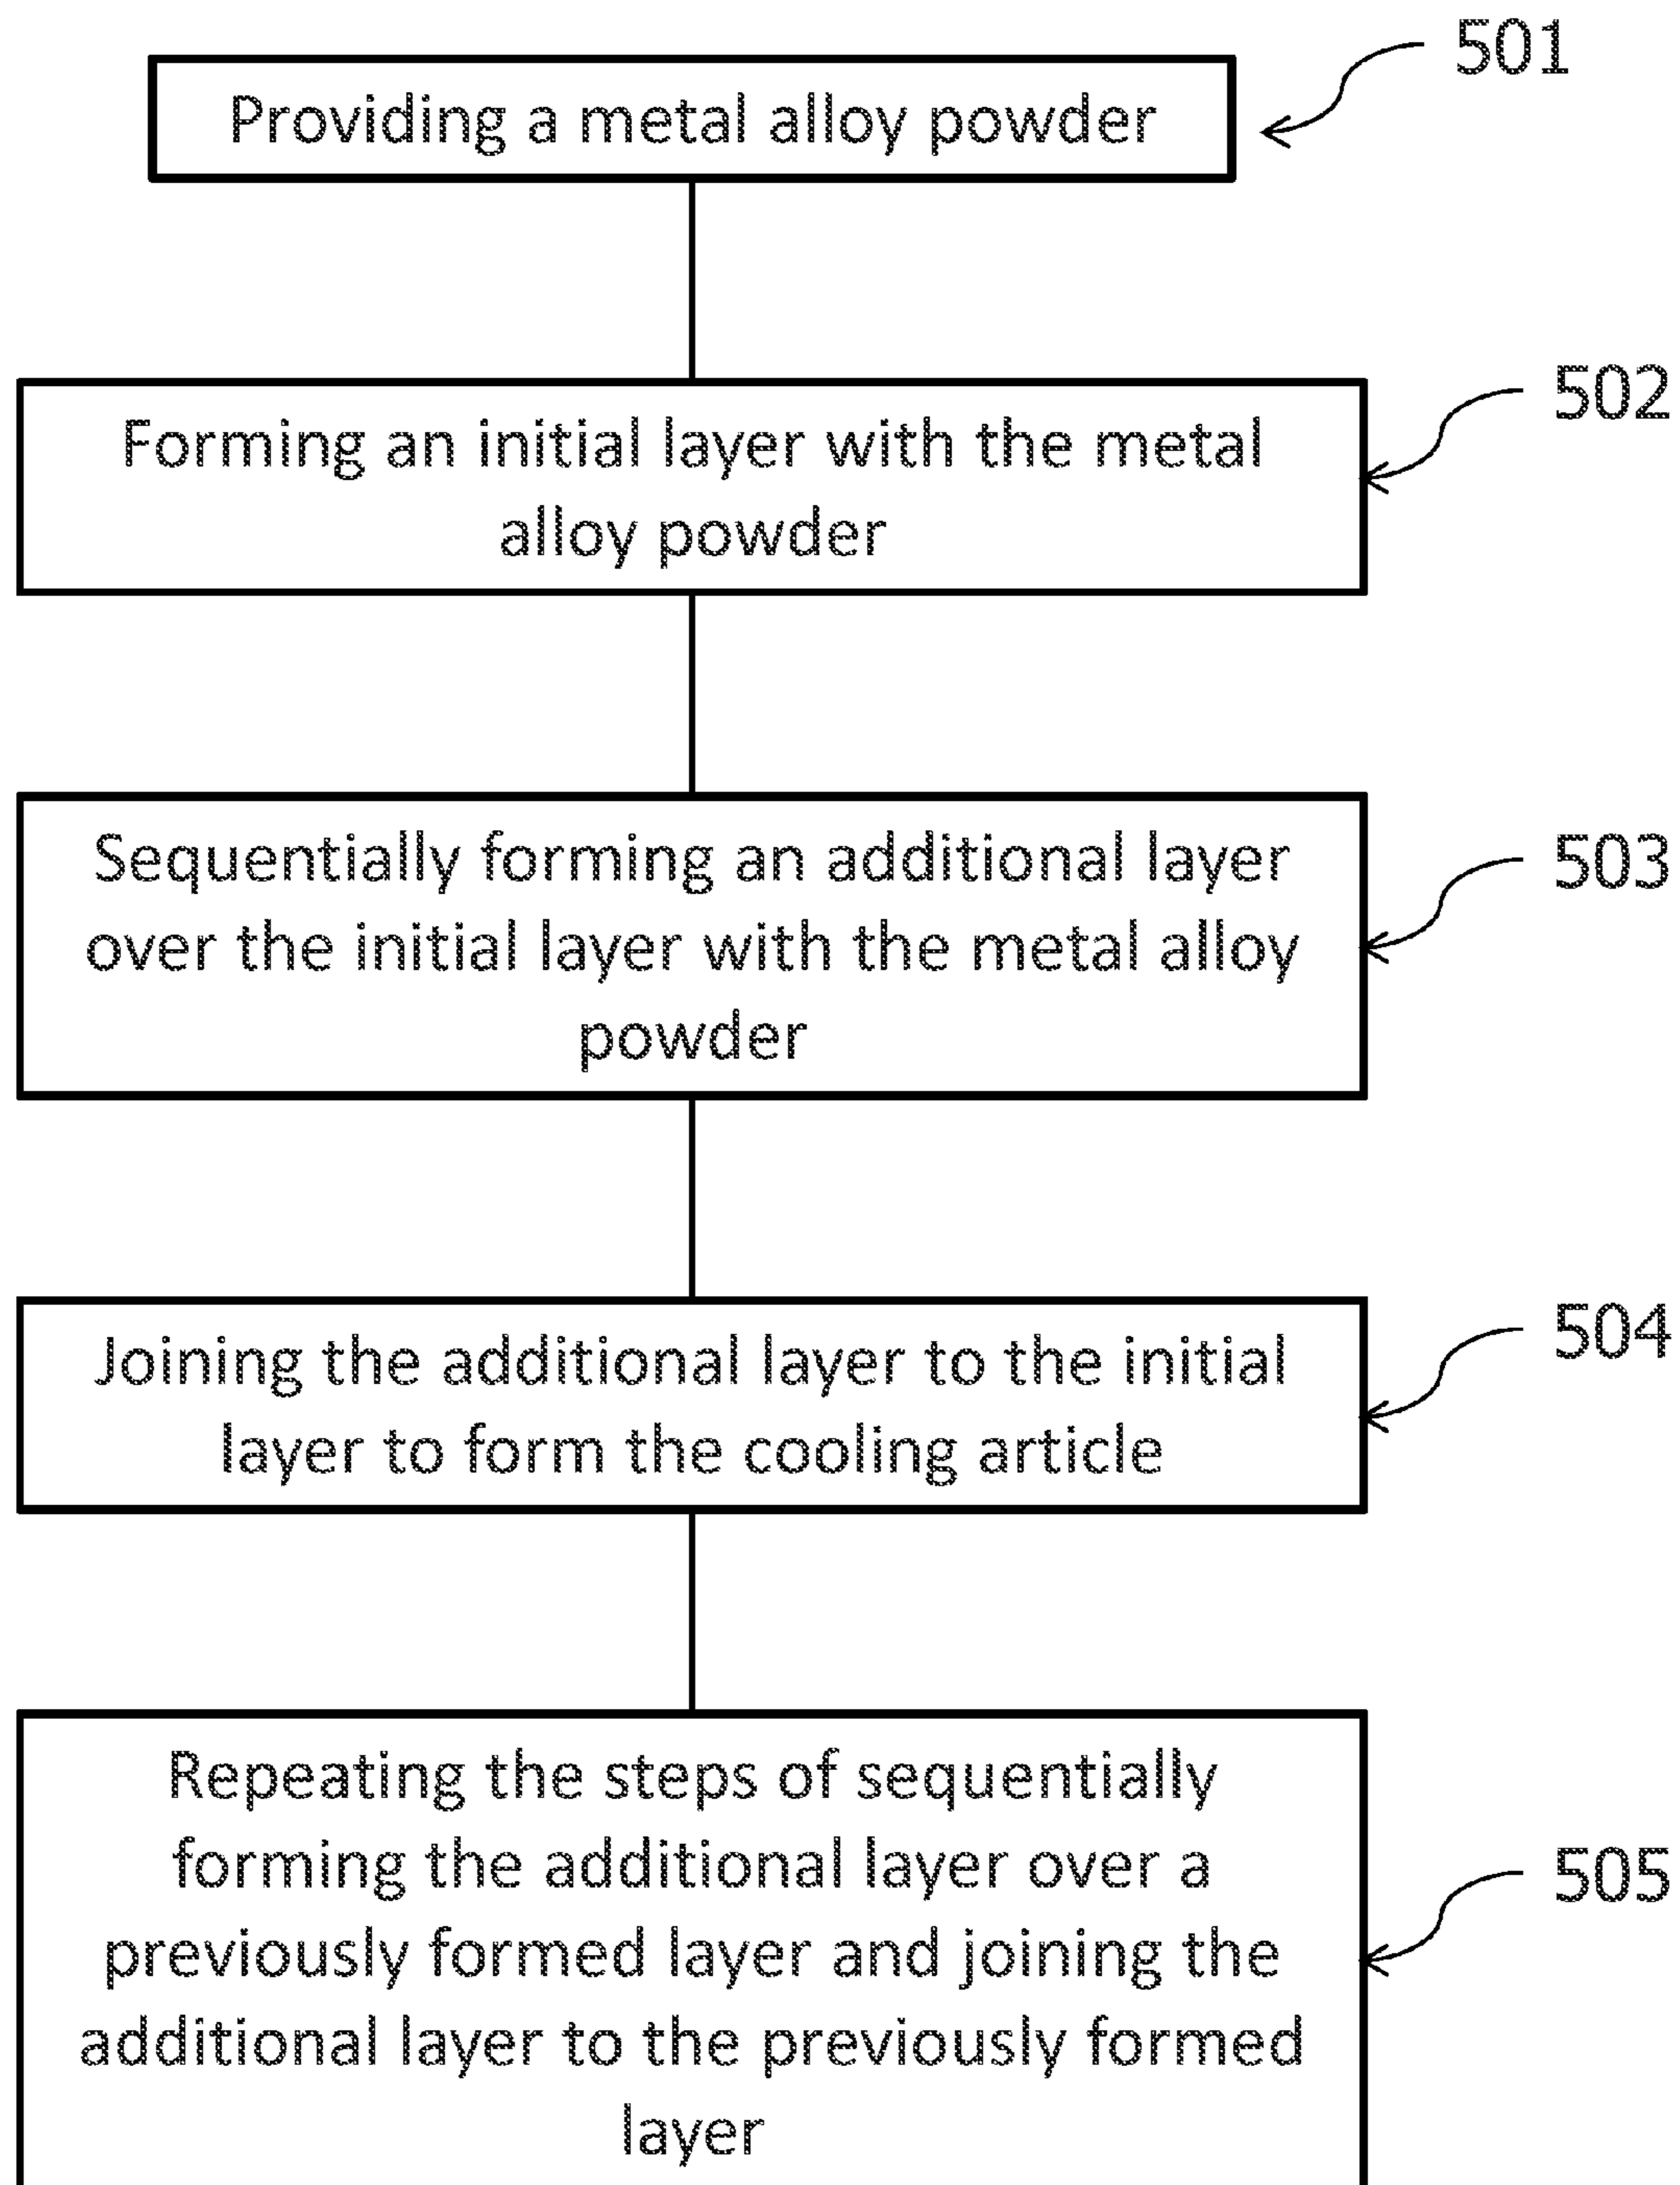 501
Providing a metal alloy powder
502
Forming an initial layer with the metal
alloy powder
503
Sequentially forming an additional layer
over the initial layer with the metal alloy
powder
504
Joining the additional layer to the initial
layer to form the cooling article
505
Repeating the steps of sequentially
forming the additional layer over a
previously formed layer and joining the
additional layer to the previously formed
layer